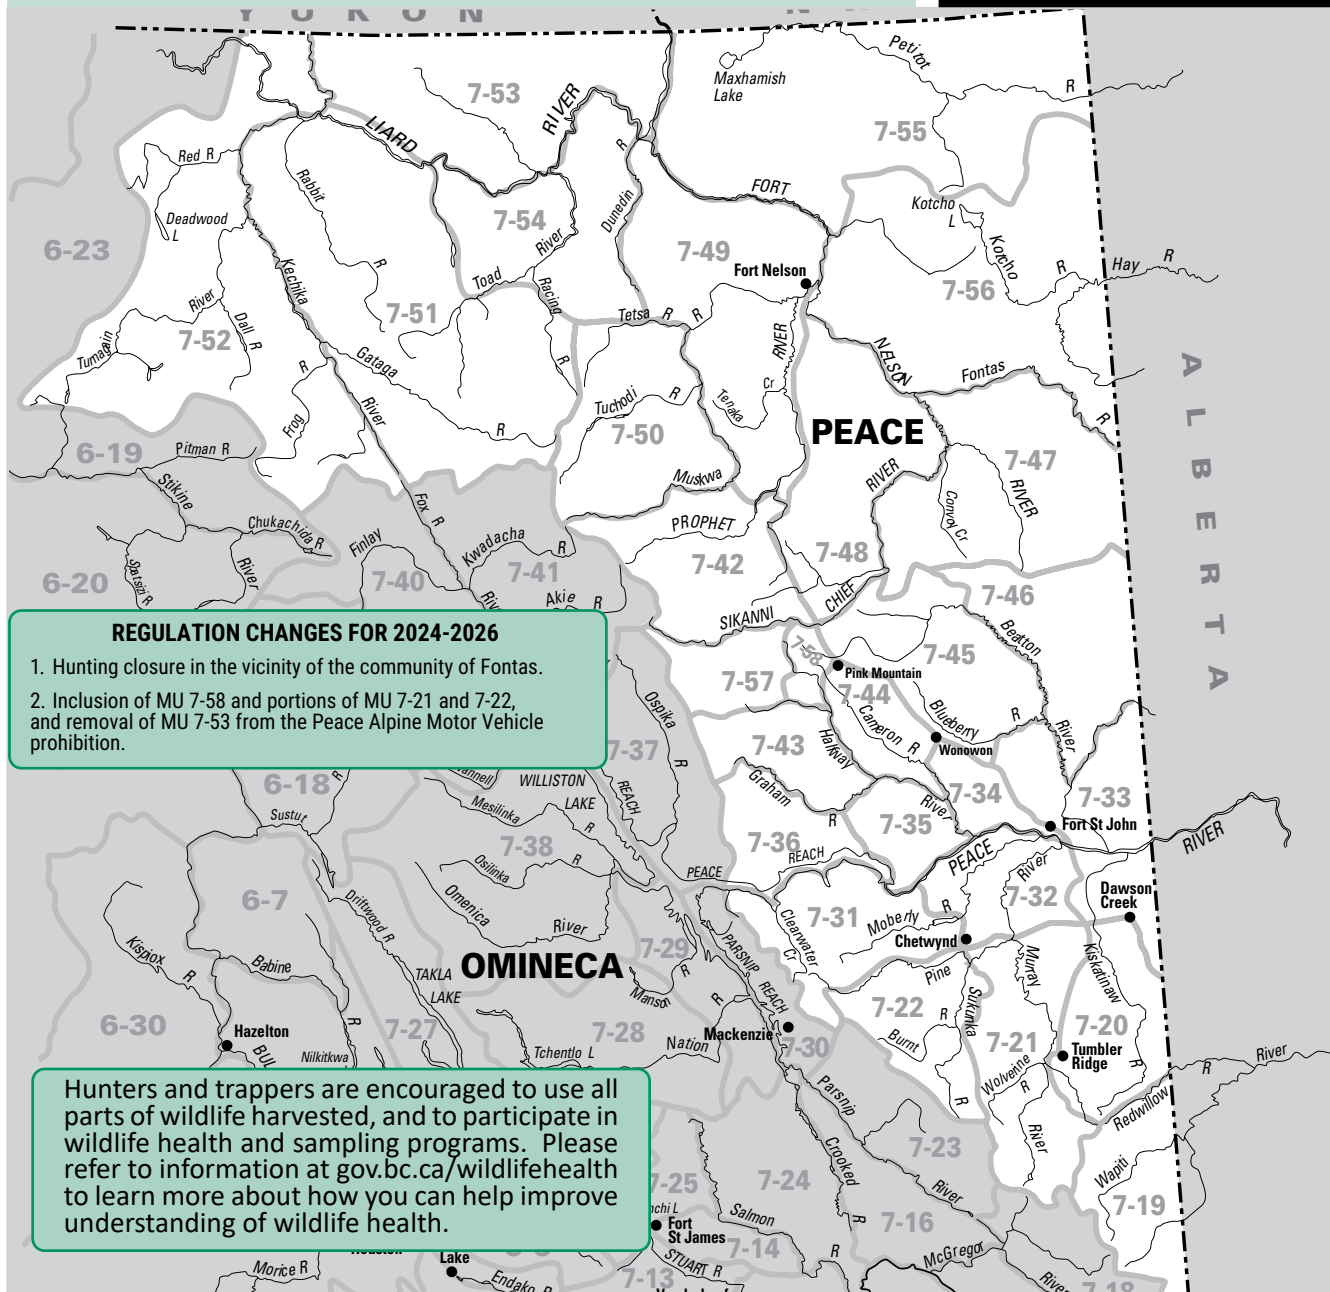 YUKON
Petitot
R
Maxhamish
Lake
7-53
LIARD
RIVER
7-55
Red R
Rabbit
R
Deadwood
L
Dunedin
R
FORT
Kotcho
L
Kotcho
R
Hay R
6-23
7-54
River
7-49
Fort Nelson
7-56
Kechika
Toad
Racing
R
River
7-51
7-52
Dall R
Tetsa R
R
RIVER
NELSON
Fontas
R
Gataga
R
Tuchodi
R
Tenaka
Cr
PEACE
ALBERTA
Frog
R
River
7-50
6-19
Pitman R
Muskwa
RIVER
7-47
RIVER
Conroy Cr
Stikine
Fox R
Chukachida R
PROPHET
Finlay
Kwadacha
R
7-42
7-48
6-20
Spatsizi R
River
7-40
7-41
Akie R
SIKANNI
CHIEF
7-46
Beatton
River
REGULATION CHANGES FOR 2024-2026
1. Hunting closure in the vicinity of the community of Fontas.
2. Inclusion of MU 7-58 and portions of MU 7-21 and 7-22,
and removal of MU 7-53 from the Peace Alpine Motor Vehicle
prohibition.
7-58
7-45
Pink Mountain
7-57
7-44
Ospika
R
Cameron R
Blueberry
R
7-37
7-43
Halfway
River
Wonowon
6-18
WILLISTON
LAKE
REACH
Graham
R
7-34
7-33
Sustut
R
Mesilinka
R
7-35
Fort St John
RIVER
7-38
7-36
REACH
PEACE
PEACE
Osilinka
R
River
7-32
Dawson
Creek
6-7
Driftwood R
Omenica
River
7-31
Moberly
R
Clearwater
Cr
Chetwynd
Kispiox
R
Babine
R
TAKLA
LAKE
OMINECA
7-29
PARSNIP
REACH
Pine
Murray
Kiskatinaw
R
Manson
R
Sukunka
6-30
Hazelton
7-27
7-28
R
7-22
R
Burnt
7-21
7-20
Nilkitkwa
Tchentlo L
Nation
Mackenzie
7-30
Tumbler
Ridge
River
R
Wolverine
R
Hunters and trappers are encouraged to use all
parts of wildlife harvested, and to participate in
wildlife health and sampling programs. Please
refer to information at gov.bc.ca/wildlifehealth
to learn more about how you can help improve
understanding of wildlife health.
Parsnip
River
Crooked
R
R
River
Redwillow
7-23
7-25
7-24
Wapiti
7-19
Fort
St James
Salmon
R
7-14
7-16
McGregor
River
Morice R
Lake
Endako R
STUART R
7-13
7-18